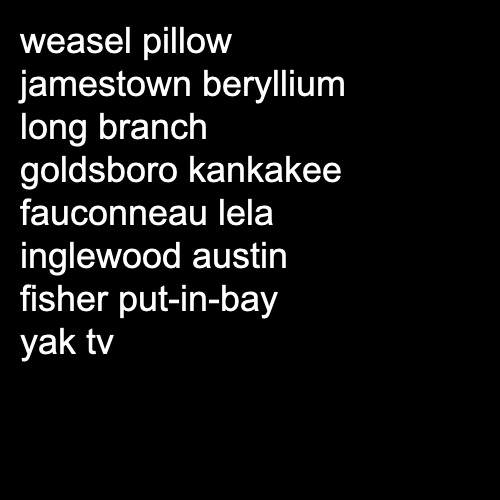 weasel pillow
jamestown beryllium
long branch
goldsboro kankakee
fauconneau lela
inglewood austin
fisher put-in-bay
yak tv